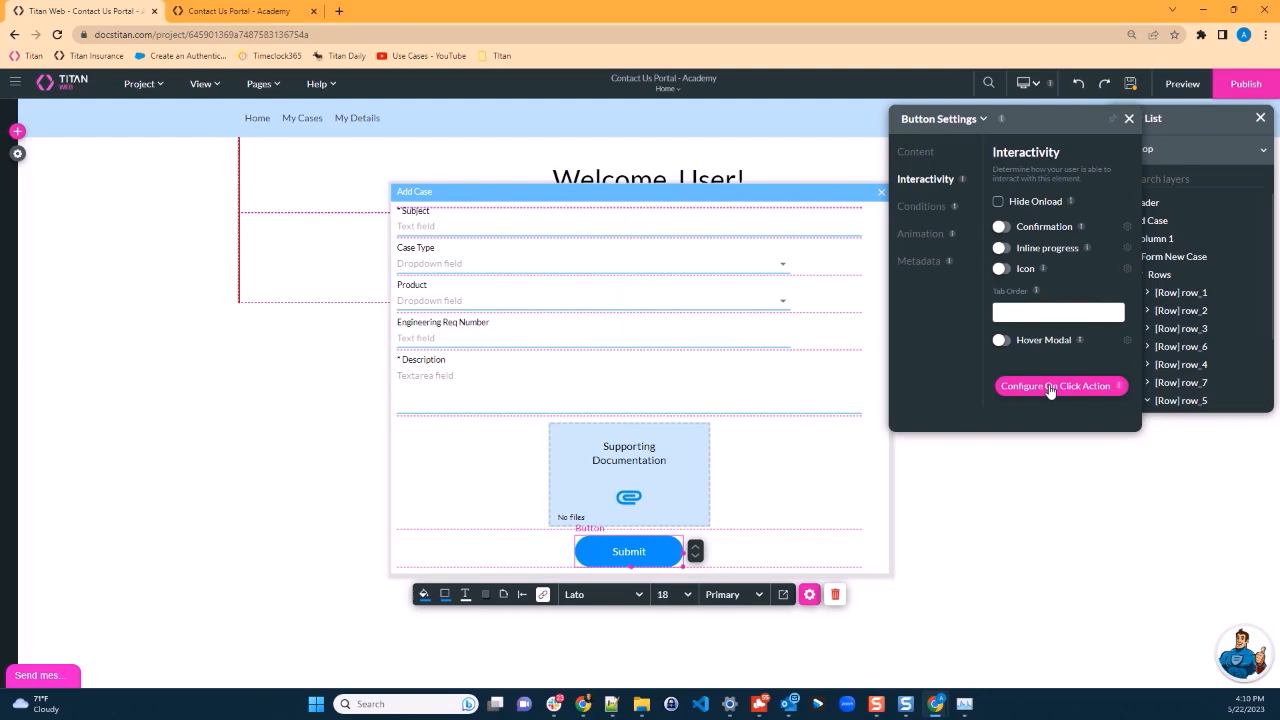 Titan Web - Contact Us Portal - A
Contact Us Portal - Academy
docstitan.com/project/645901369a7487583136754a
A
Titan
Titan Insurance
Create an Authentic...
Timeclock365
Titan Daily
Use Cases - YouTube
TItan
TITAN
WEB
Project
View
Pages
Help
Contact Us Portal - Academy
Home
Preview
Publish
Home
My Cases
My Details
Welcome, User!
Add Case
* Subject
Text field
Case Type
Dropdown field
Product
Dropdown field
Engineering Req Number
Text field
* Description
Textarea field
Supporting
Documentation
No files
Button
Submit
Lato
18
Primary
Button Settings
Content
Interactivity
Conditions
Animation
Metadata
Interactivity
Determine how your user is able to
interact with this element.
Hide Onload
Confirmation
Inline progress
Icon
Tab Order
Hover Modal
Configure On Click Action
List
op
earch layers
ader
d Case
olumn 1
Form New Case
Rows
[Row] row_1
[Row] row_2
[Row] row_3
[Row] row_6
[Row] row_4
[Row] row_7
[Row] row_5
Send mes...
71°F
Cloudy
Search
4:10 PM
5/22/2023